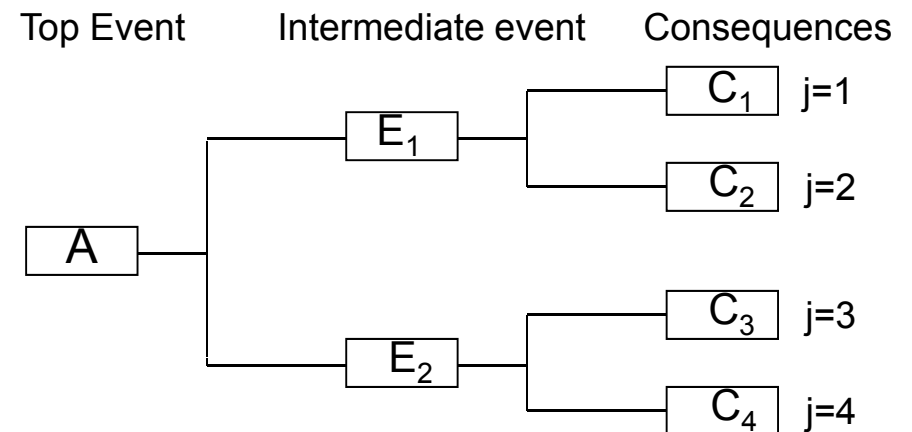 Top Event Intermediate event Consequences
C₁ j=1
E₁
C₂ j=2
A
C₃ j=3
E₂
C₄ j=4